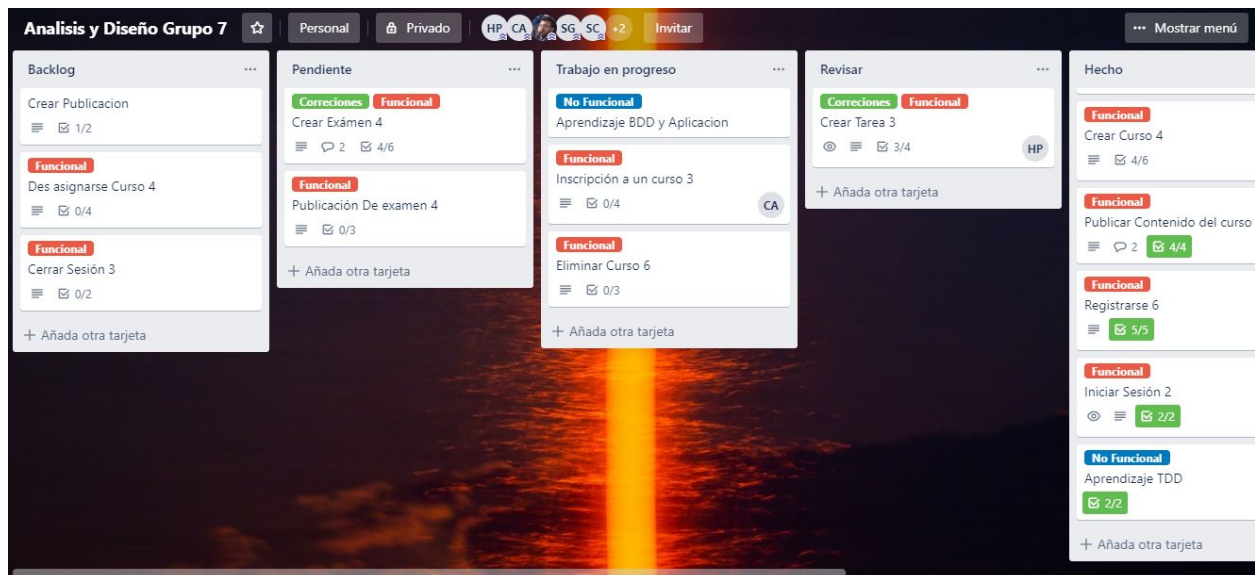 Analisis y Diseño Grupo 7
Personal
Privado
HP CA SG SC +2
Invitar
Mostrar menú
Backlog
Crear Publicacion
1/2
Funcional
Des asignarse Curso 4
0/4
Funcional
Cerrar Sesión 3
0/2
+ Añada otra tarjeta
Pendiente
Correciones Funcional
Crear Exámen 4
2 4/6
Funcional
Publicación De examen 4
0/3
+ Añada otra tarjeta
Trabajo en progreso
No Funcional
Aprendizaje BDD y Aplicacion
Funcional
Inscripción a un curso 3
0/4
CA
Funcional
Eliminar Curso 6
0/3
+ Añada otra tarjeta
Revisar
Correciones Funcional
Crear Tarea 3
3/4
HP
+ Añada otra tarjeta
Hecho
Funcional
Crear Curso 4
4/6
Funcional
Publicar Contenido del curso
2 4/4
Funcional
Registrarse 6
5/5
Funcional
Iniciar Sesión 2
2/2
No Funcional
Aprendizaje TDD
2/2
+ Añada otra tarjeta